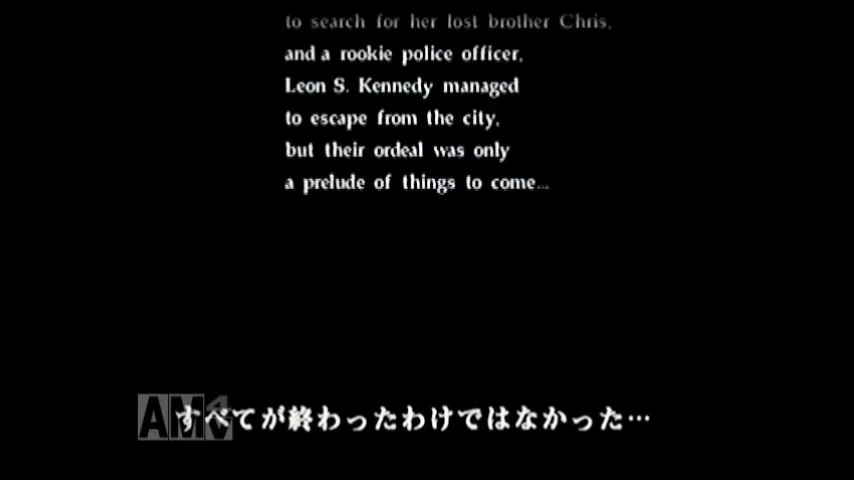 to search for her lost brother Chris,
and a rookie police officer,
Leon S. Kennedy managed
to escape from the city,
but their ordeal was only
a prelude of things to come...
すべてが終わったわけではなかった…
AMV